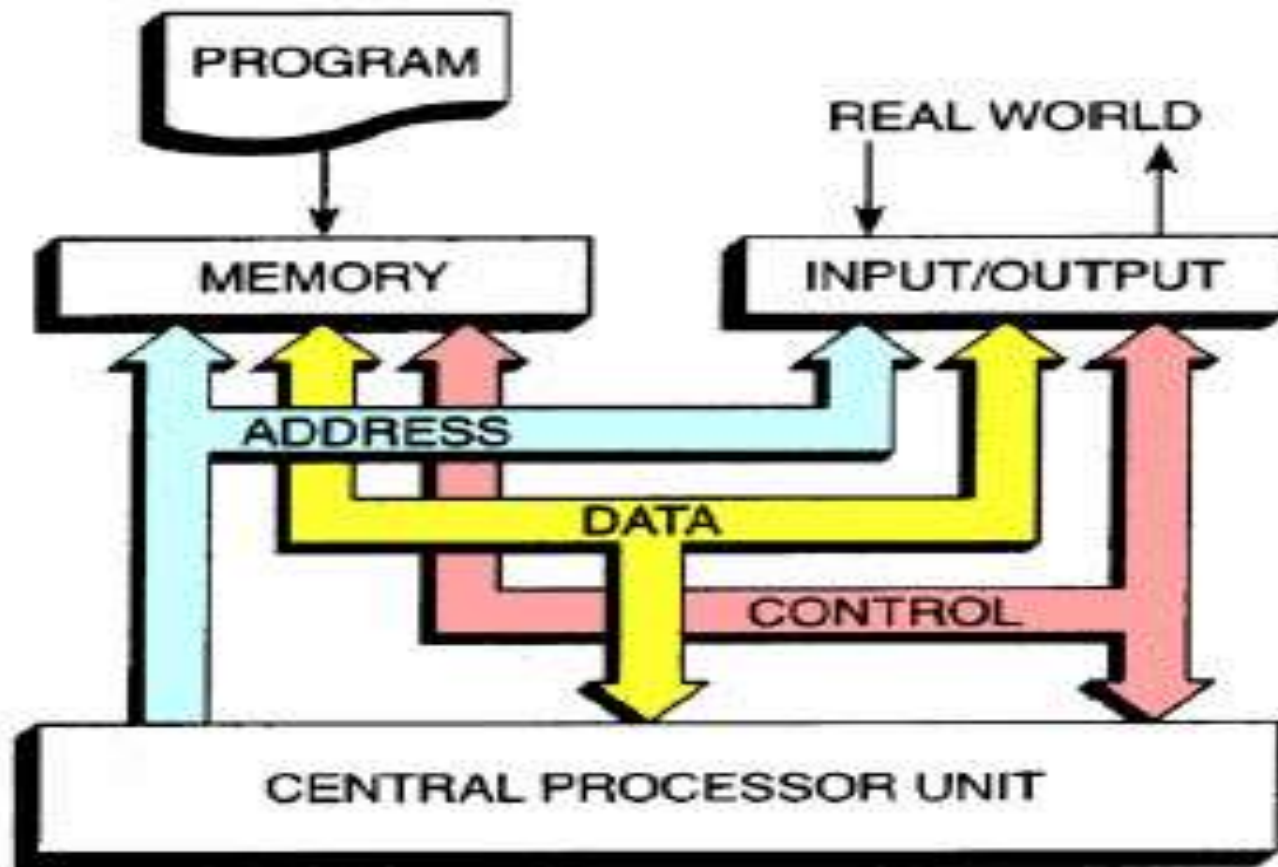 PROGRAM
REAL WORLD
MEMORY
INPUT/OUTPUT
ADDRESS
DATA
CONTROL
CENTRAL PROCESSOR UNIT